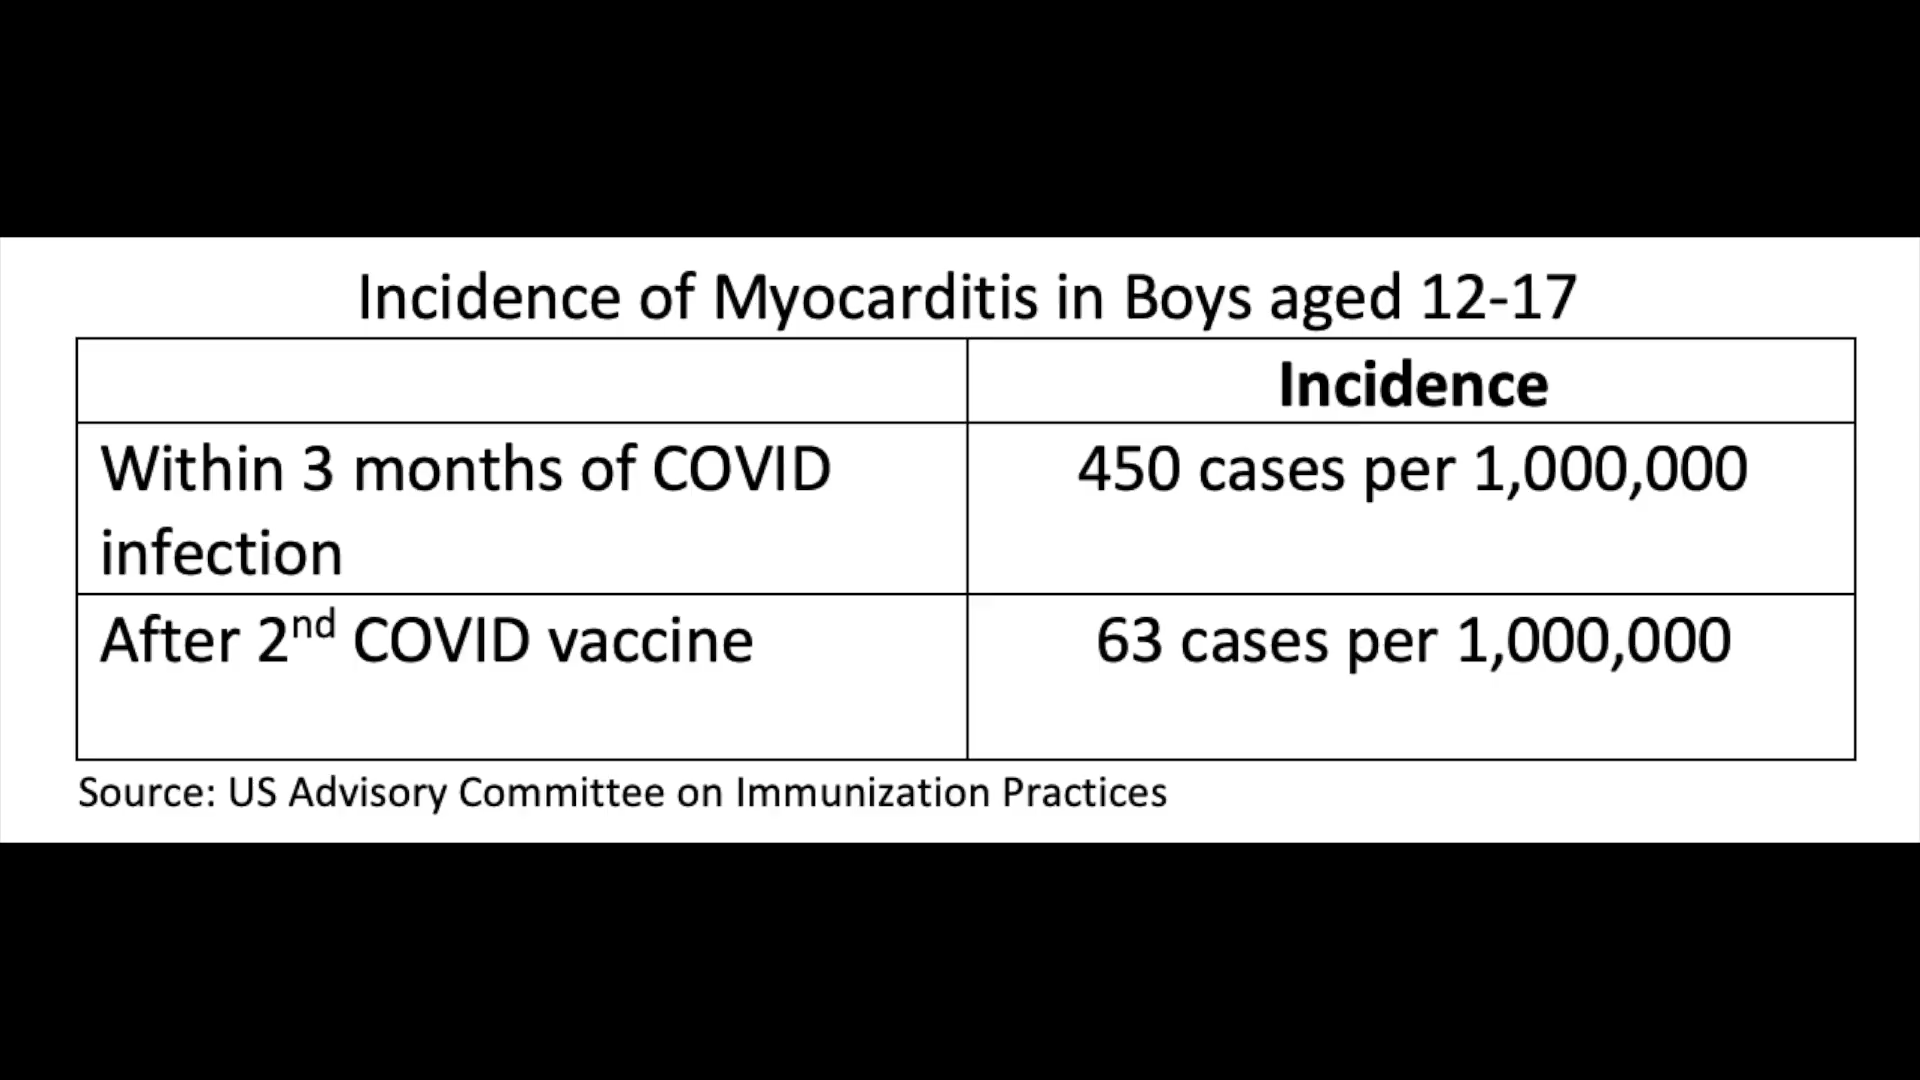 Incidence of Myocarditis in Boys aged 12-17
Incidence
Within 3 months of COVID
infection
450 cases per 1,000,000
After 2nd COVID vaccine
63 cases per 1,000,000
Source: US Advisory Committee on Immunization Practices